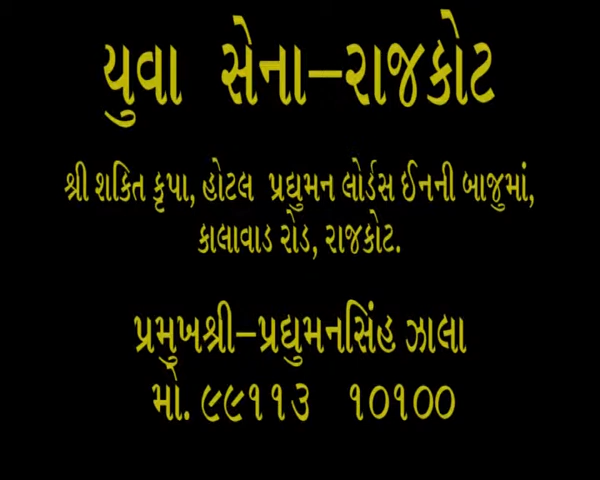 યુવા સેના-રાજકોટ
શ્રી શકિત કૃપા, હોટલ પ્રદ્યુમન લોર્ડસ ઈનની બાજુમાં,
કાલાવાડ રોડ, રાજકોટ.
પ્રમુખશ્રી-પ્રદ્યુમનસિંહ ઝાલા
મો. ૯૯૧૧૩ ૧૦૧૦૦